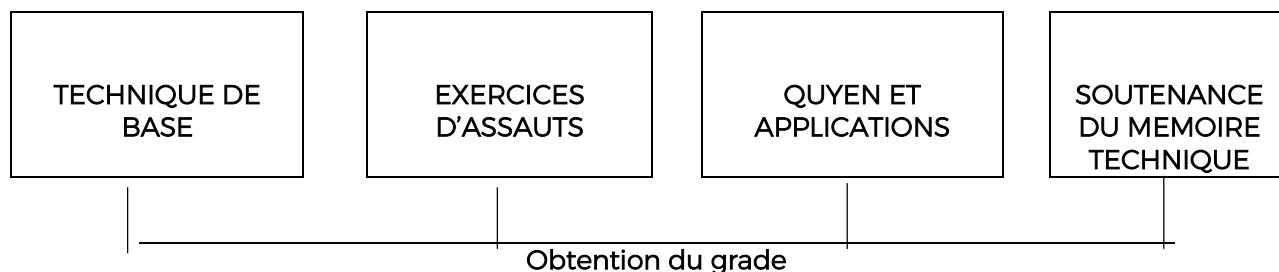 TECHNIQUE DE
BASE
EXERCICES
D’ASSAUTS
QUYEN ET
APPLICATIONS
SOUTENANCE
DU MEMOIRE
TECHNIQUE
Obtention du grade